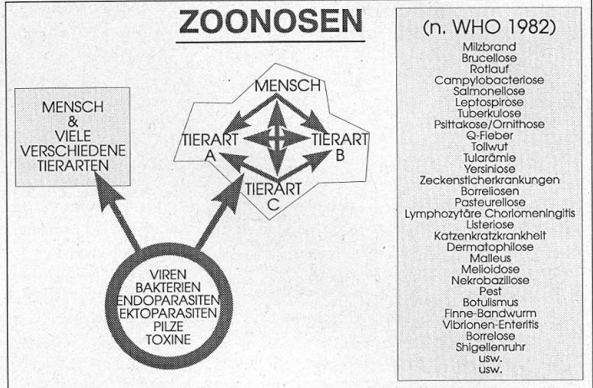 ZOONOSEN
MENSCH
&
VIELE
VERSCHIEDENE
TIERARTEN
MENSCH
TIERART
A
TIERART
B
TIERART
C
VIREN
BAKTERIEN
ENDOPARASITEN
EKTOPARASITEN
PILZE
TOXINE
(n. WHO 1982)
Milzbrand
Brucellose
Rotlauf
Campylobacteriose
Salmonellose
Leptospirose
Tuberkulose
Psittakose/Ornithose
Q-Fieber
Tollwut
Tularämie
Yersiniose
Zeckensticherkrankungen
Borreliosen
Pasteurellose
Lymphozytäre Choriomeningitis
Listeriose
Katzenkratzkrankheit
Dermatophilose
Malleus
Melioidose
Nekrobazillose
Pest
Botulismus
Finne-Bandwurm
Vibrionen-Enteritis
Borrelose
Shigellenruhr
usw.
usw.